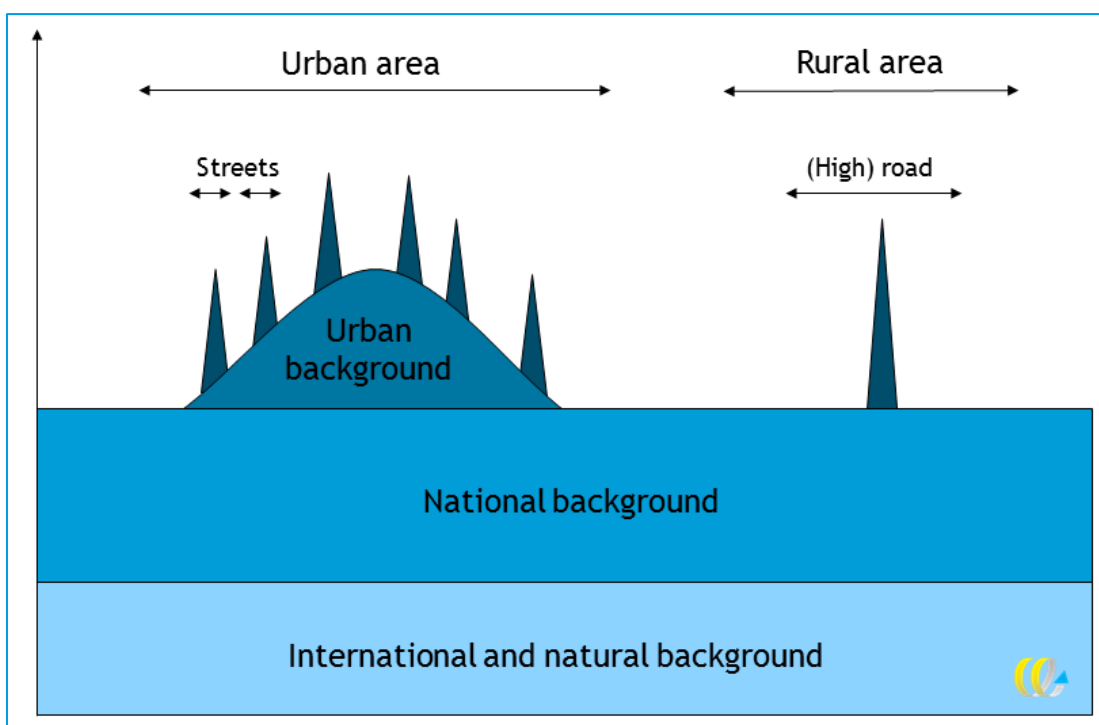 Urban area
Rural area
Streets
(High) road
Urban
background
National background
International and natural background